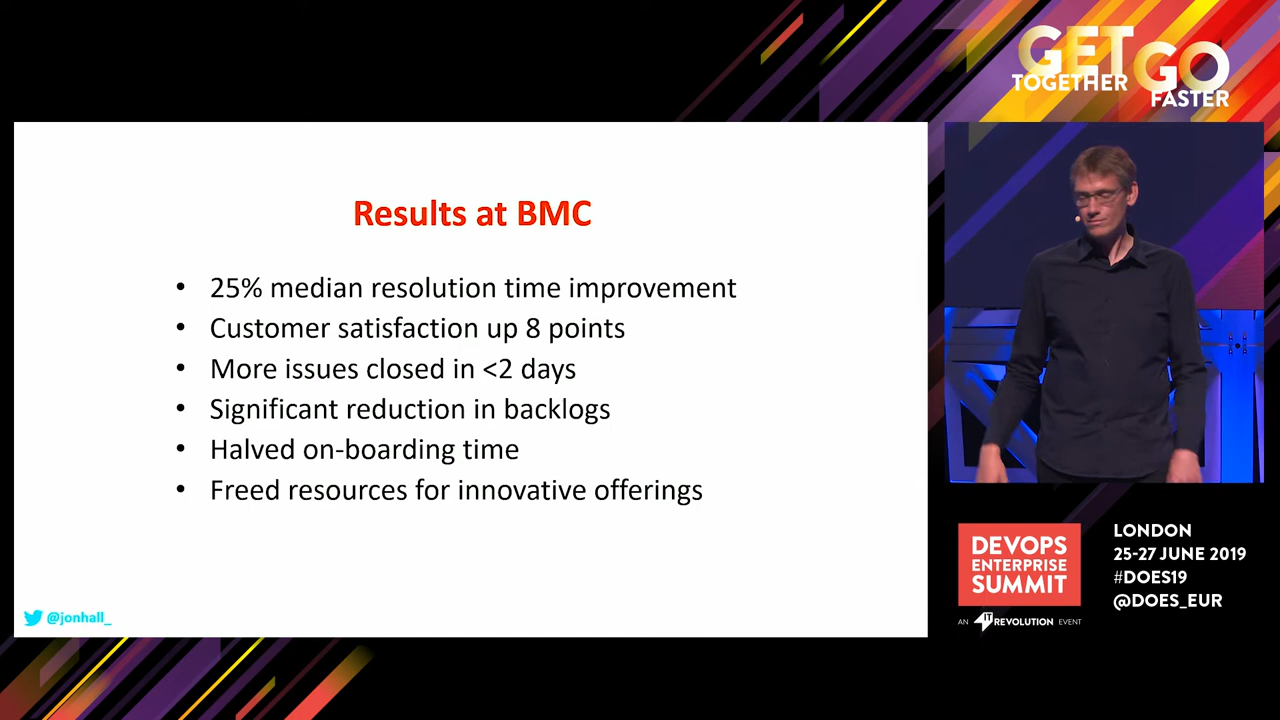 GET
TOGETHER
GO
FASTER
Results at BMC
• 25% median resolution time improvement
• Customer satisfaction up 8 points
• More issues closed in <2 days
• Significant reduction in backlogs
• Halved on-boarding time
• Freed resources for innovative offerings
@jonhall_
DEVOPS
ENTERPRISE
SUMMIT
AN IT REVOLUTION EVENT
LONDON
25-27 JUNE 2019
#DOES19
@DOES_EUR